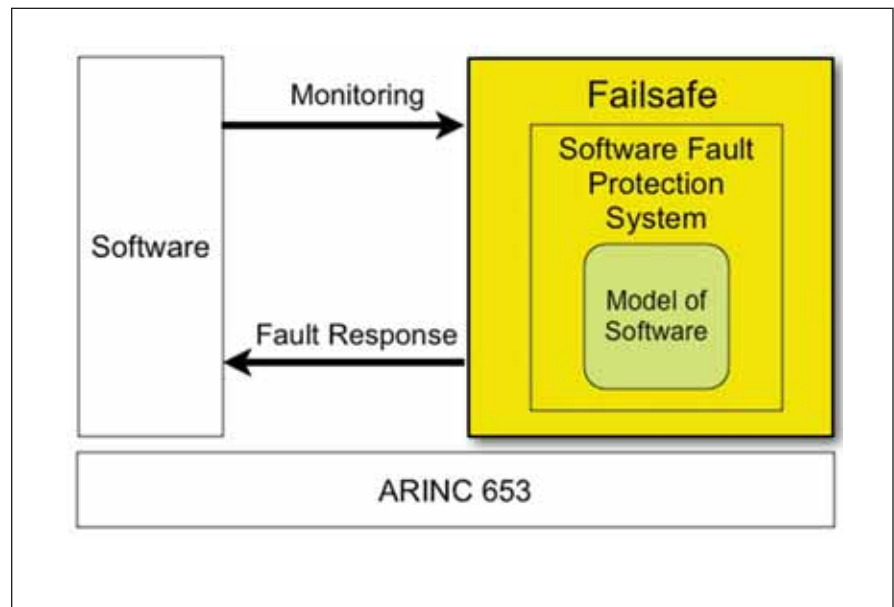 Monitoring
Failsafe
Software Fault
Protection
System
Software
Model of
Software
Fault Response
ARINC 653